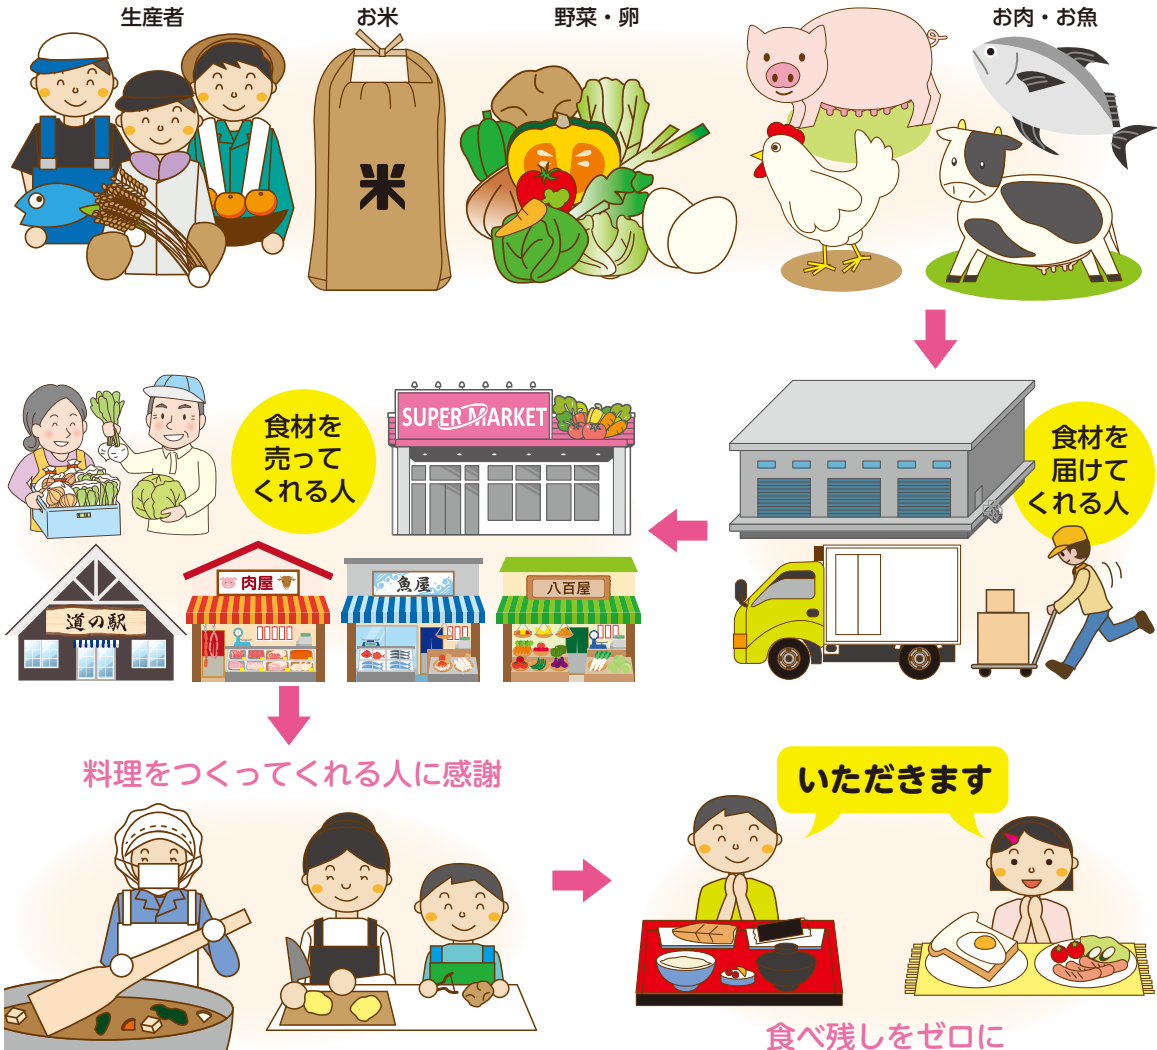 生産者
お米
野菜・卵
お肉・お魚
米
食材を
売って
くれる人
SUPER MARKET
食材を
届けて
くれる人
道の駅
肉屋
魚屋
八百屋
料理をつくってくれる人に感謝
いただきます
食べ残しをゼロに